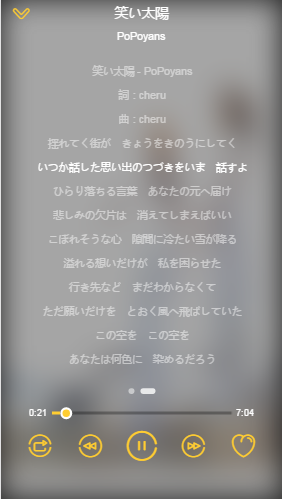 笑い太陽
PoPoyans
笑い太陽 - PoPoyans
詞 : cheru
曲 : cheru
揺れてく街が　きょうをきのうにしてく
いつか話した思い出のつづきをいま　話すよ
ひらり落ちる言葉　あなたの元へ届け
悲しみの欠片は　消えてしまえばいい
こぼれそうな心　隙間に冷たい雪が降る
溢れる想いだけが　私を困らせた
行き先など　まだわからなくて
ただ願いだけを　とおく風へ飛ばしていた
この空を　この空を
あなたは何色に　染めるだろう
0:21
7:04